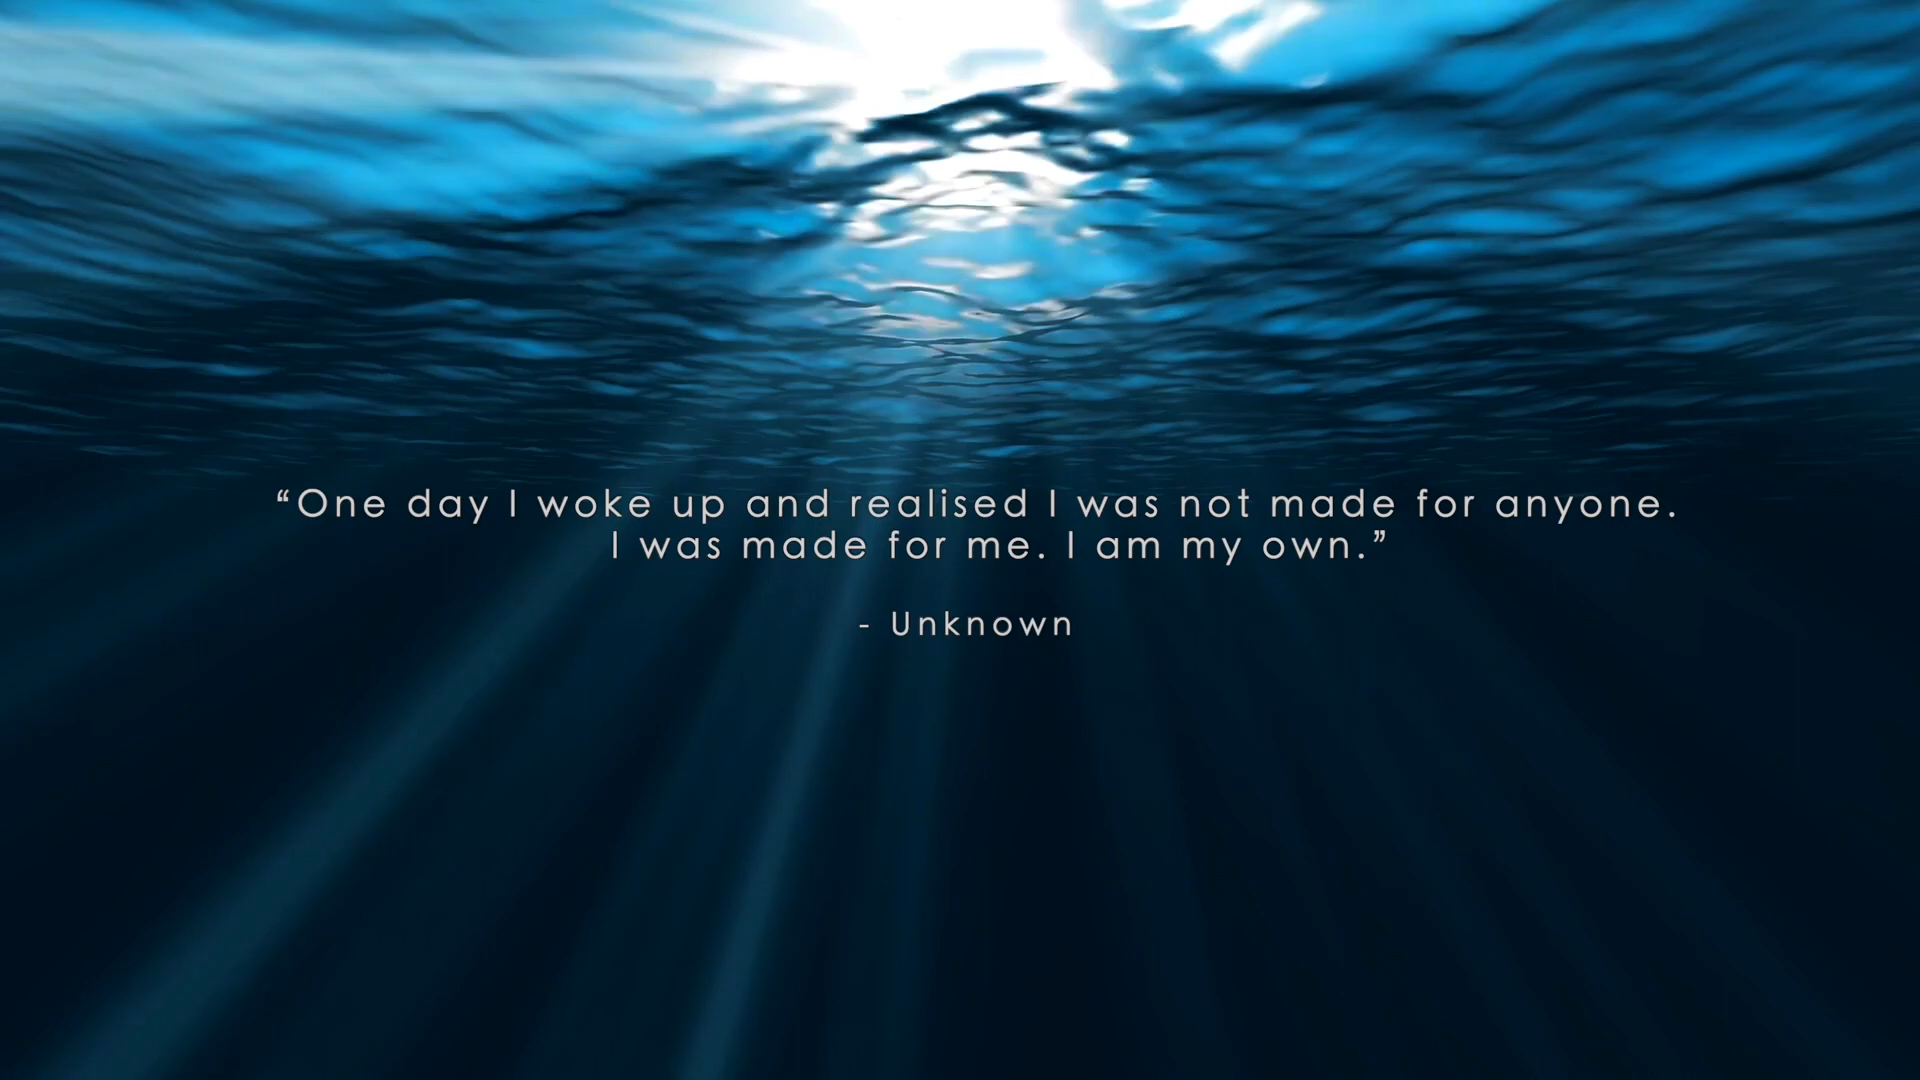 “One day I woke up and realised I was not made for anyone.
I was made for me. I am my own.”
- Unknown